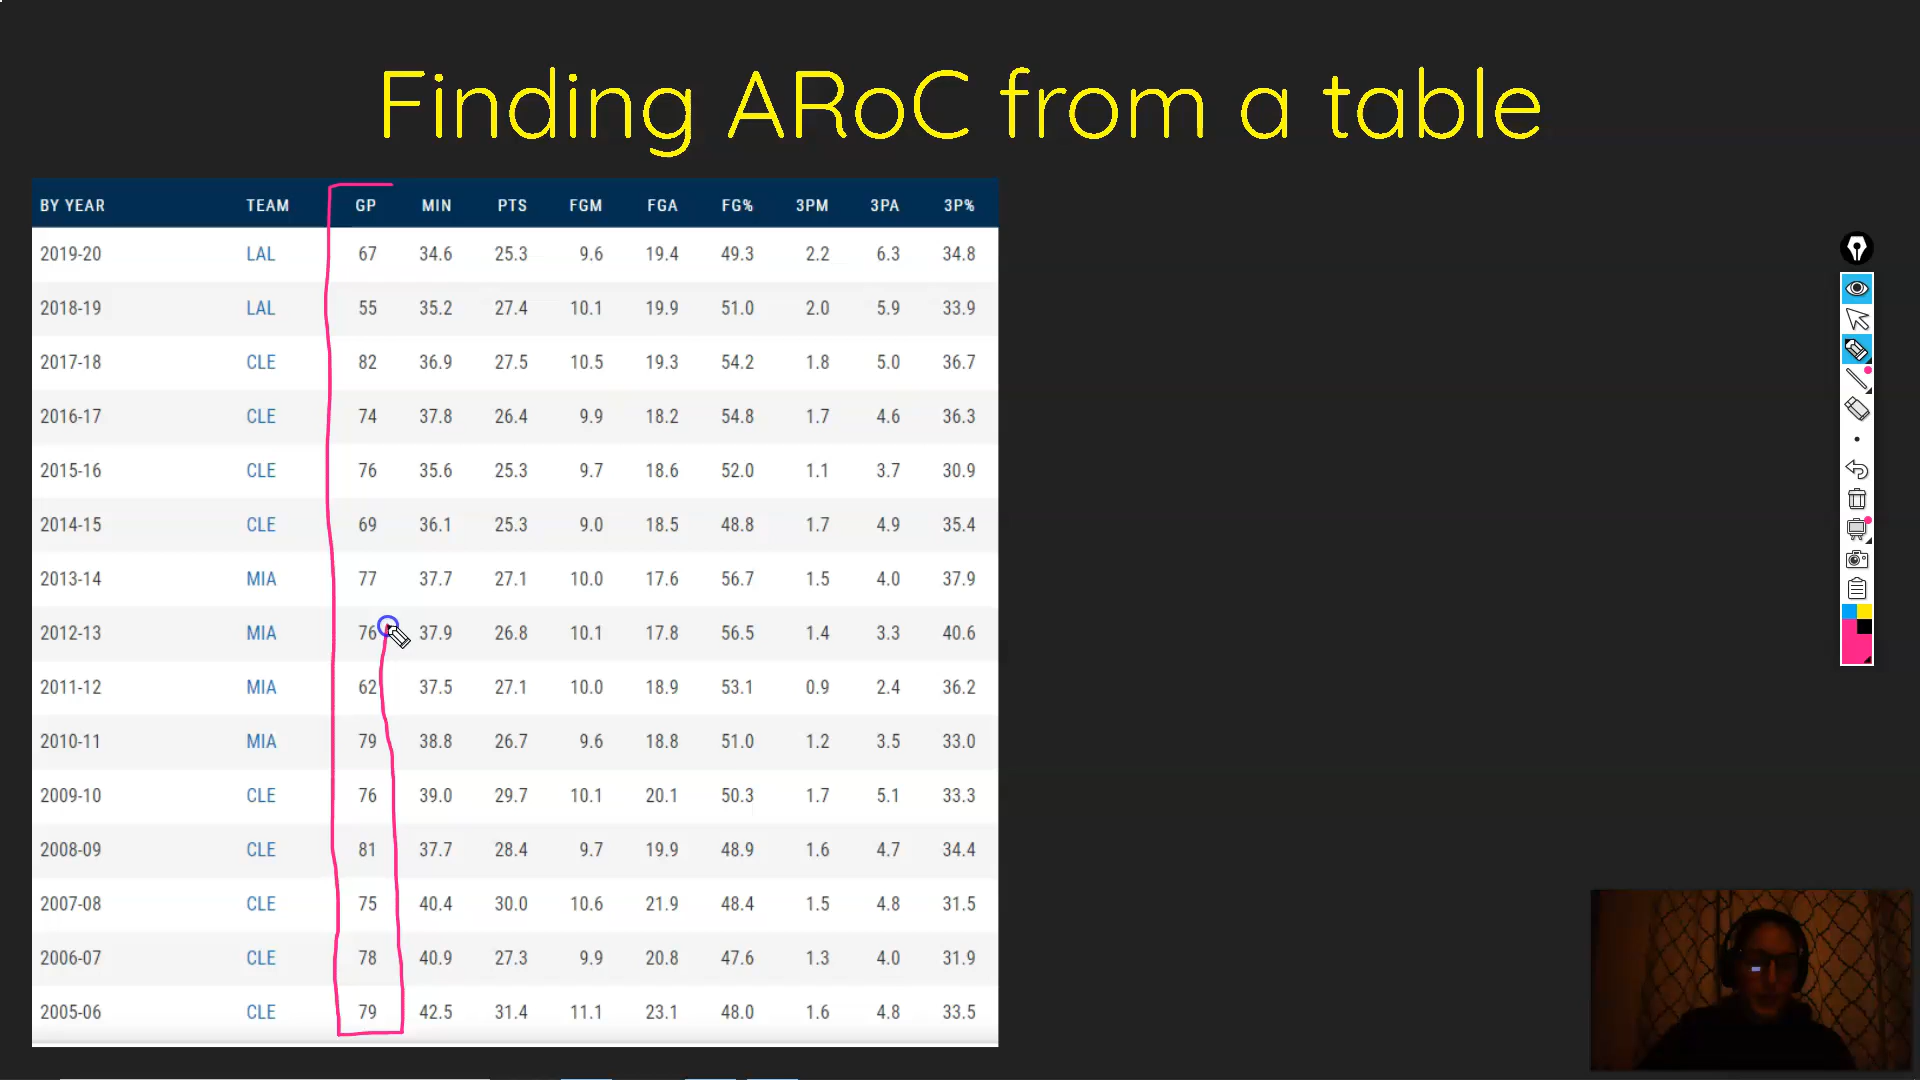 Finding ARoC from a table
BY YEAR TEAM GP MIN PTS FGM FGA FG% 3PM 3PA 3P%
2019-20 LAL 67 34.6 25.3 9.6 19.4 49.3 2.2 6.3 34.8
2018-19 LAL 55 35.2 27.4 10.1 19.9 51.0 2.0 5.9 33.9
2017-18 CLE 82 36.9 27.5 10.5 19.3 54.2 1.8 5.0 36.7
2016-17 CLE 74 37.8 26.4 9.9 18.2 54.8 1.7 4.6 36.3
2015-16 CLE 76 35.6 25.3 9.7 18.6 52.0 1.1 3.7 30.9
2014-15 CLE 69 36.1 25.3 9.0 18.5 48.8 1.7 4.9 35.4
2013-14 MIA 77 37.7 27.1 10.0 17.6 56.7 1.5 4.0 37.9
2012-13 MIA 76 37.9 26.8 10.1 17.8 56.5 1.4 3.3 40.6
2011-12 MIA 62 37.5 27.1 10.0 18.9 53.1 0.9 2.4 36.2
2010-11 MIA 79 38.8 26.7 9.6 18.8 51.0 1.2 3.5 33.0
2009-10 CLE 76 39.0 29.7 10.1 20.1 50.3 1.7 5.1 33.3
2008-09 CLE 81 37.7 28.4 9.7 19.9 48.9 1.6 4.7 34.4
2007-08 CLE 75 40.4 30.0 10.6 21.9 48.4 1.5 4.8 31.5
2006-07 CLE 78 40.9 27.3 9.9 20.8 47.6 1.3 4.0 31.9
2005-06 CLE 79 42.5 31.4 11.1 23.1 48.0 1.6 4.8 33.5